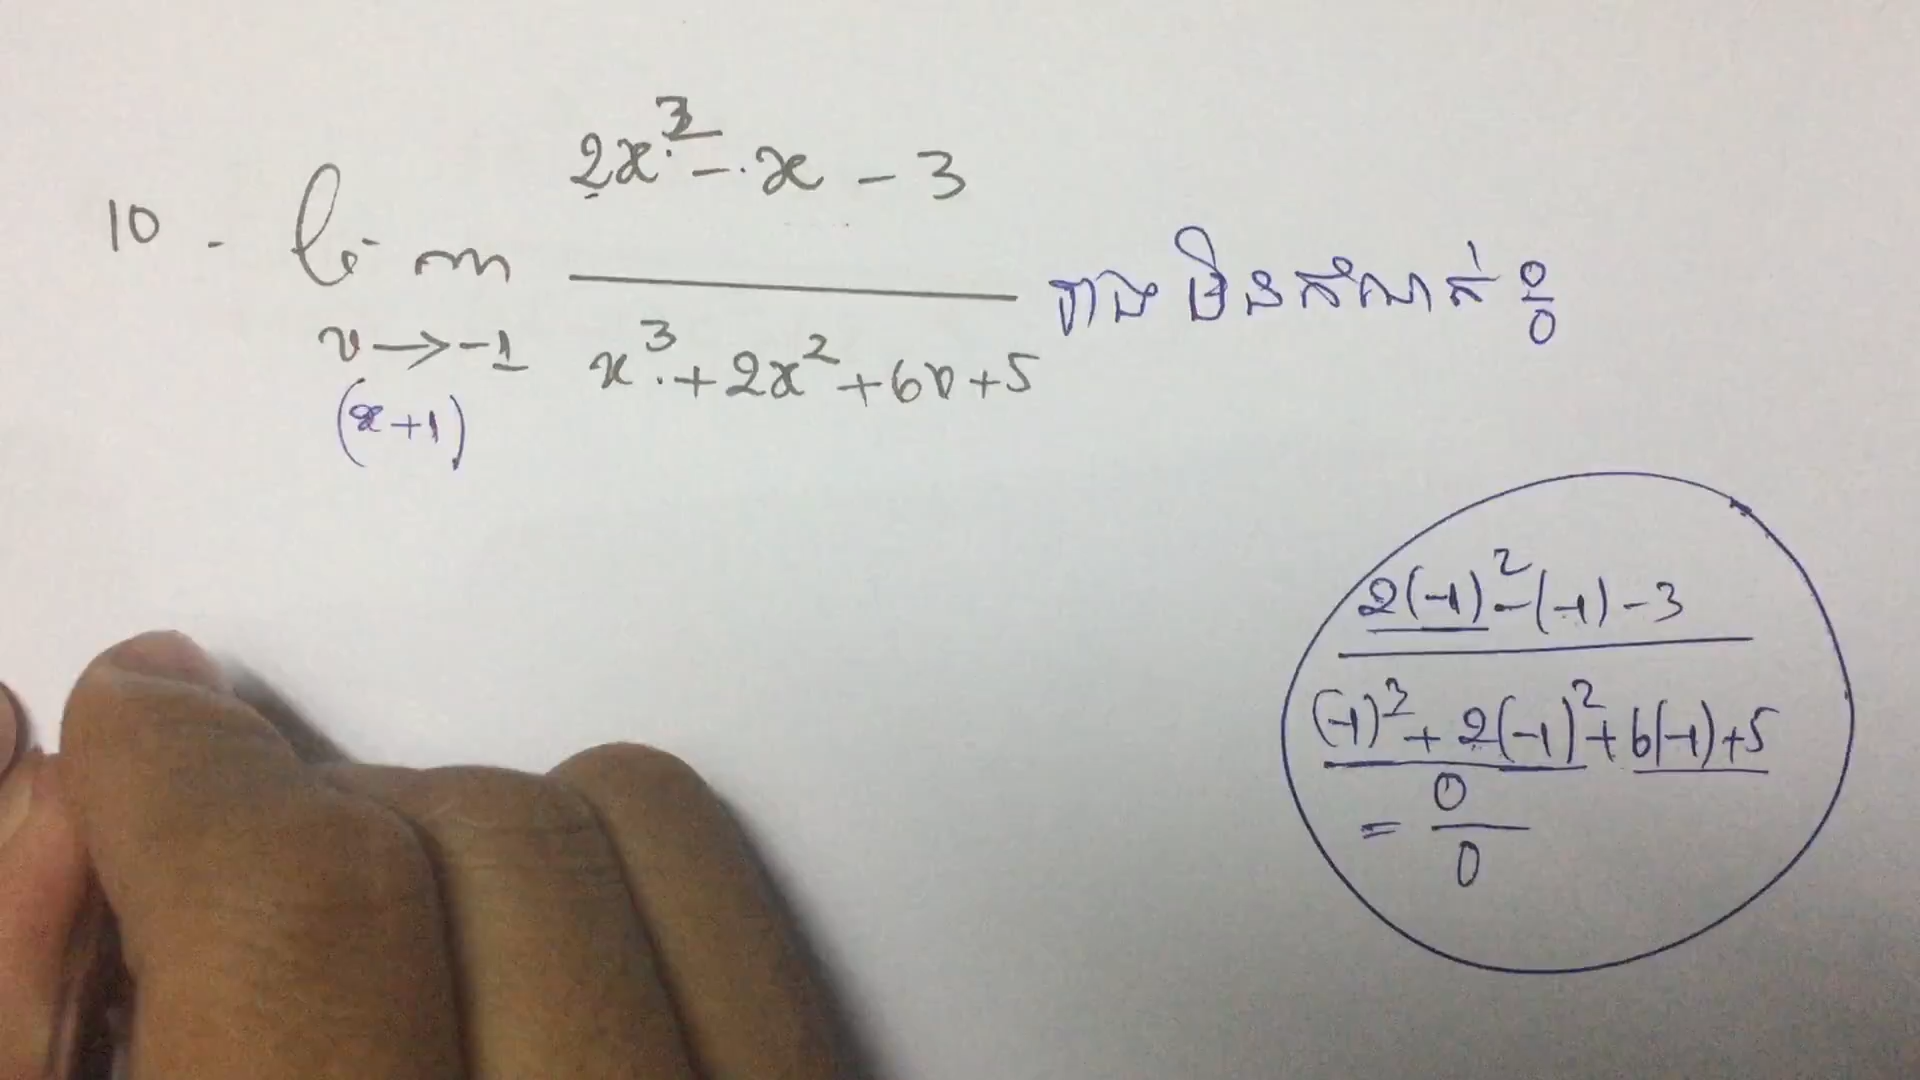 10 - lim 2x² - x - 3 / x³ + 2x² + 6x + 5 រាងមិនកំណត់ 0/0
x → -1
(x+1)
2(-1)² - (-1) - 3
(-1)³ + 2(-1)² + 6(-1) + 5
= 0/0